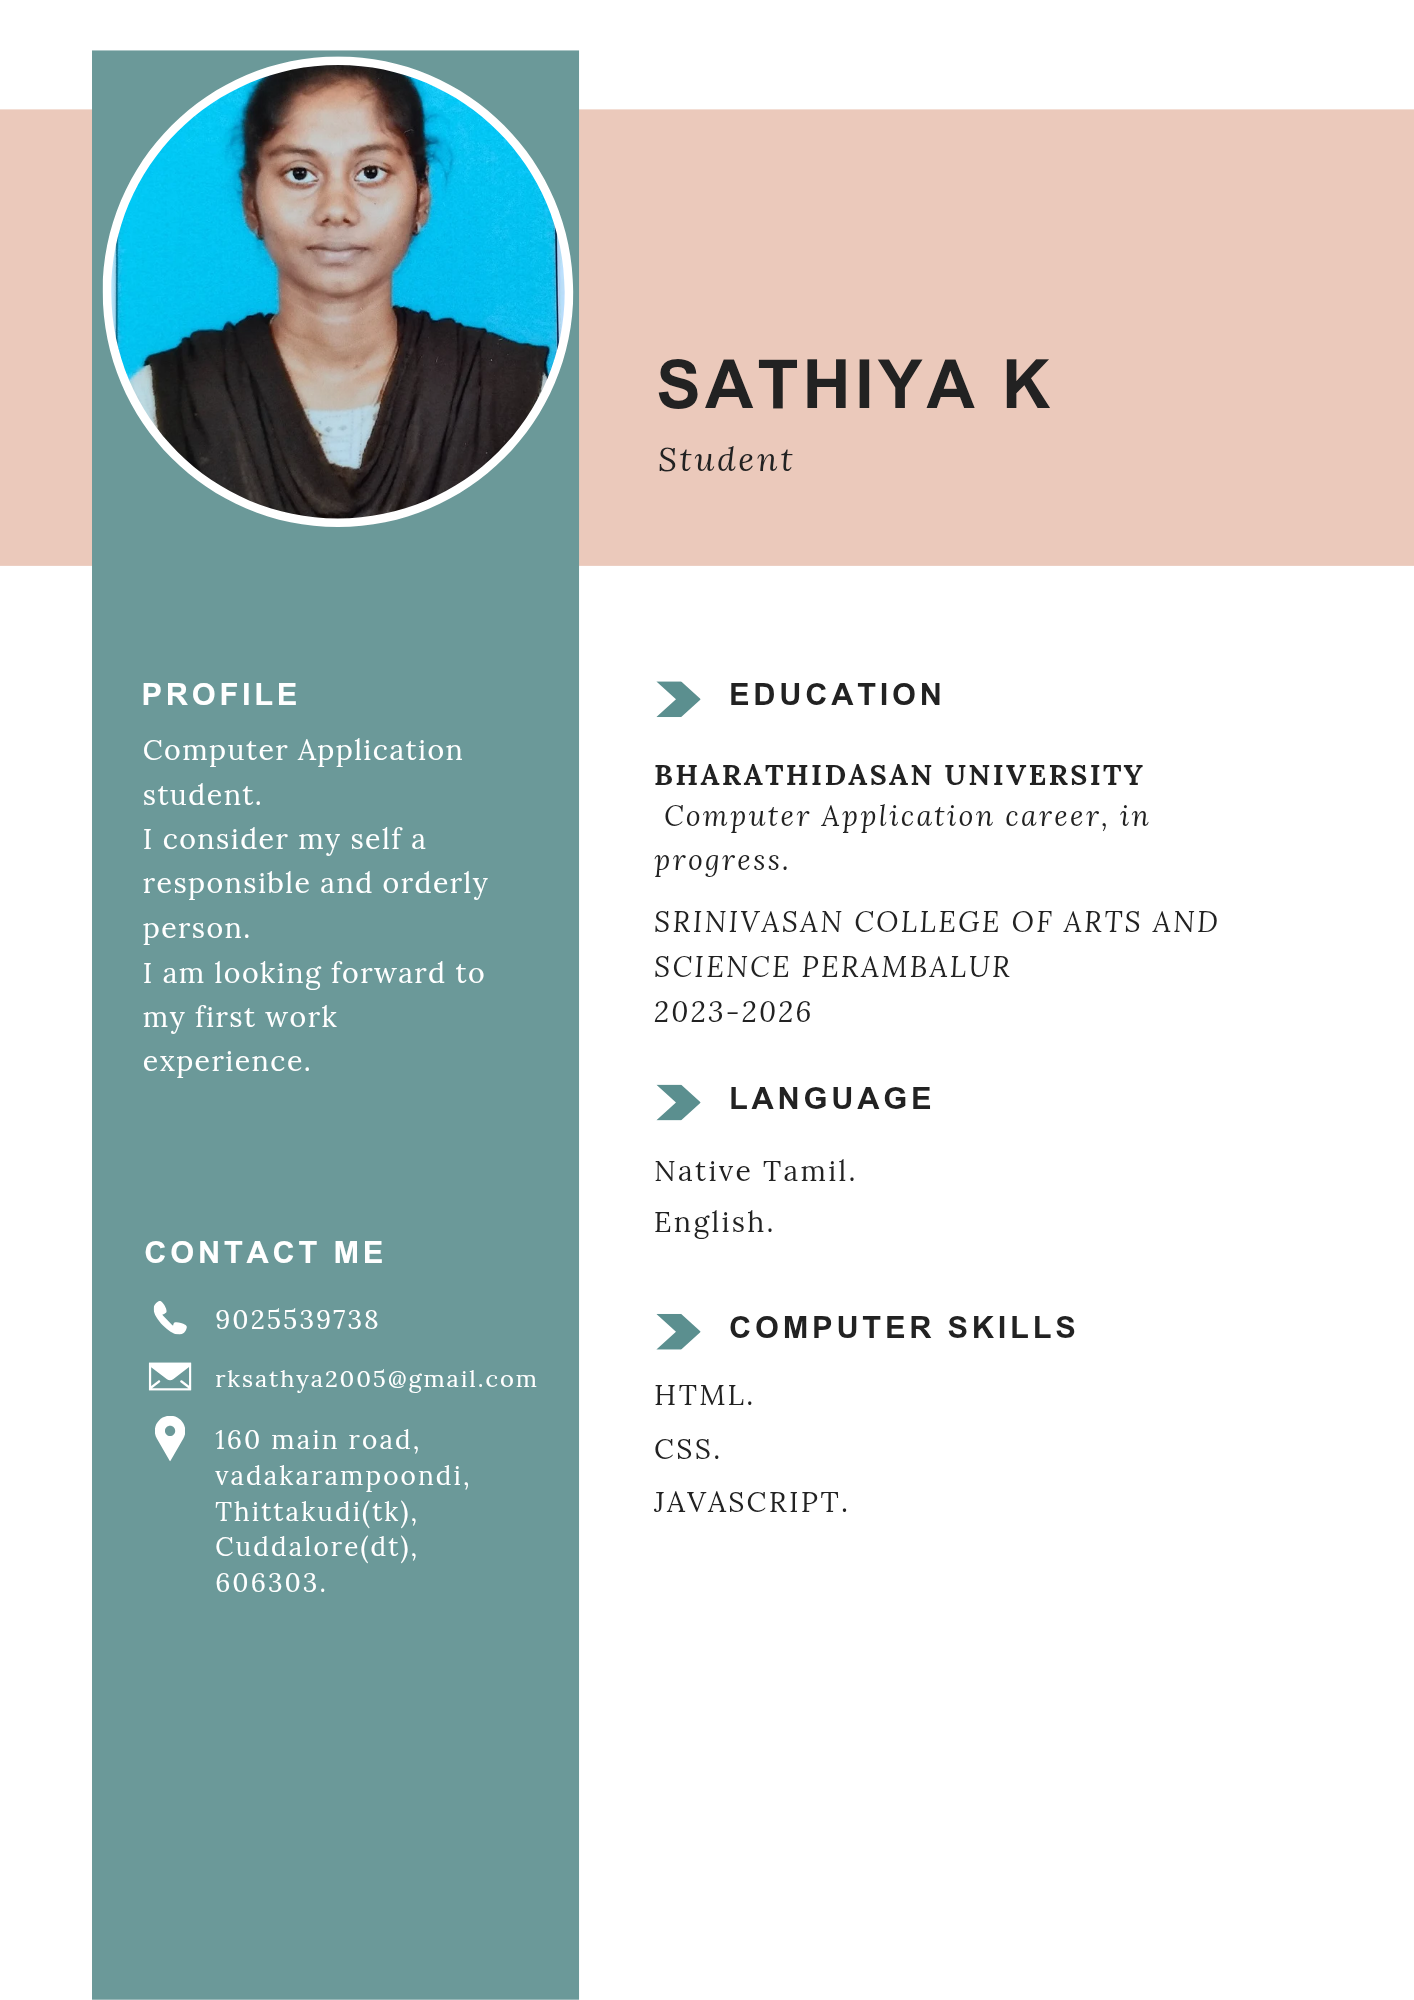 SATHIYA K
Student
PROFILE
Computer Application
student.
I consider my self a
responsible and orderly
person.
I am looking forward to
my first work
experience.
CONTACT ME
9025539738
rksathya2005@gmail.com
160 main road,
vadakarampoondi,
Thittakudi(tk),
Cuddalore(dt),
606303.
EDUCATION
BHARATHIDASAN UNIVERSITY
Computer Application career, in
progress.
SRINIVASAN COLLEGE OF ARTS AND
SCIENCE PERAMBALUR
2023-2026
LANGUAGE
Native Tamil.
English.
COMPUTER SKILLS
HTML.
CSS.
JAVASCRIPT.